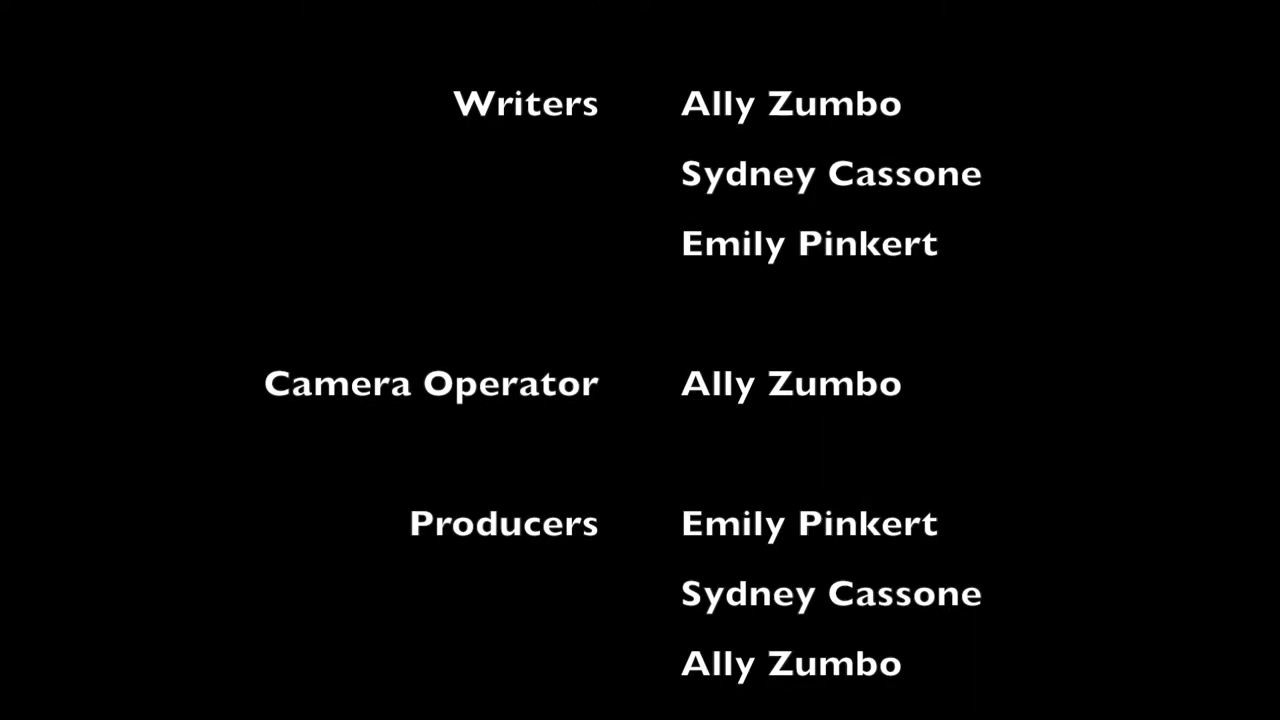 Writers Ally Zumbo
Sydney Cassone
Emily Pinkert
Camera Operator Ally Zumbo
Producers Emily Pinkert
Sydney Cassone
Ally Zumbo